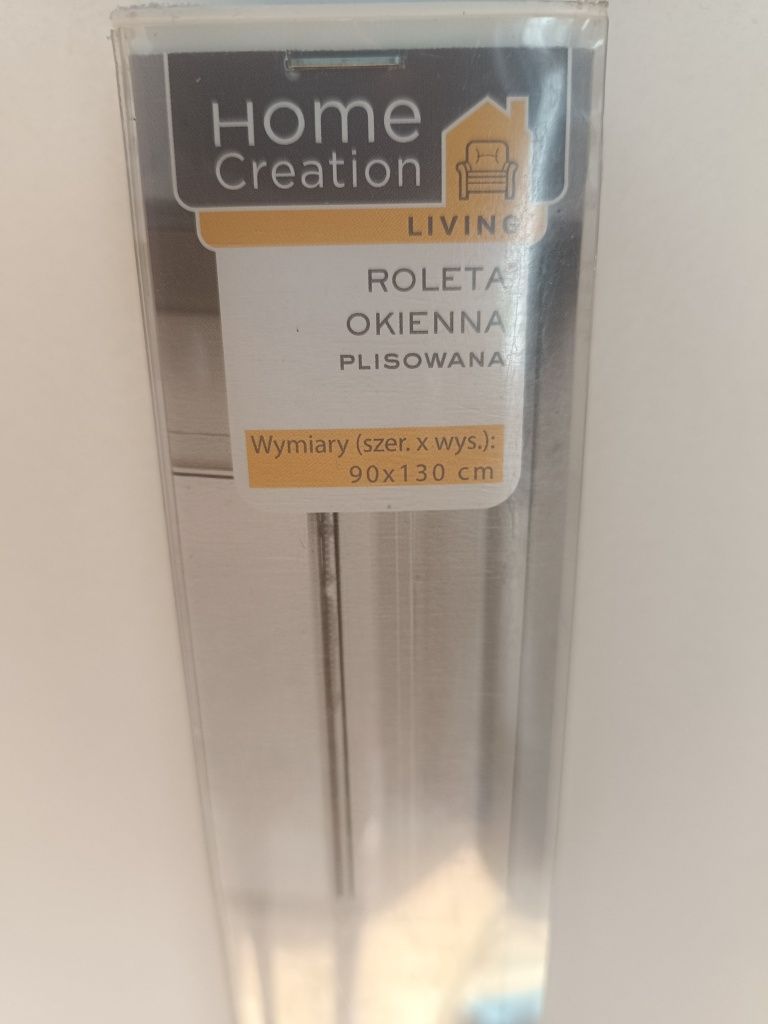 Home
Creation
LIVING
ROLETA
OKIENNA
PLISOWANA
Wymiary (szer. x wys.):
90x130 cm